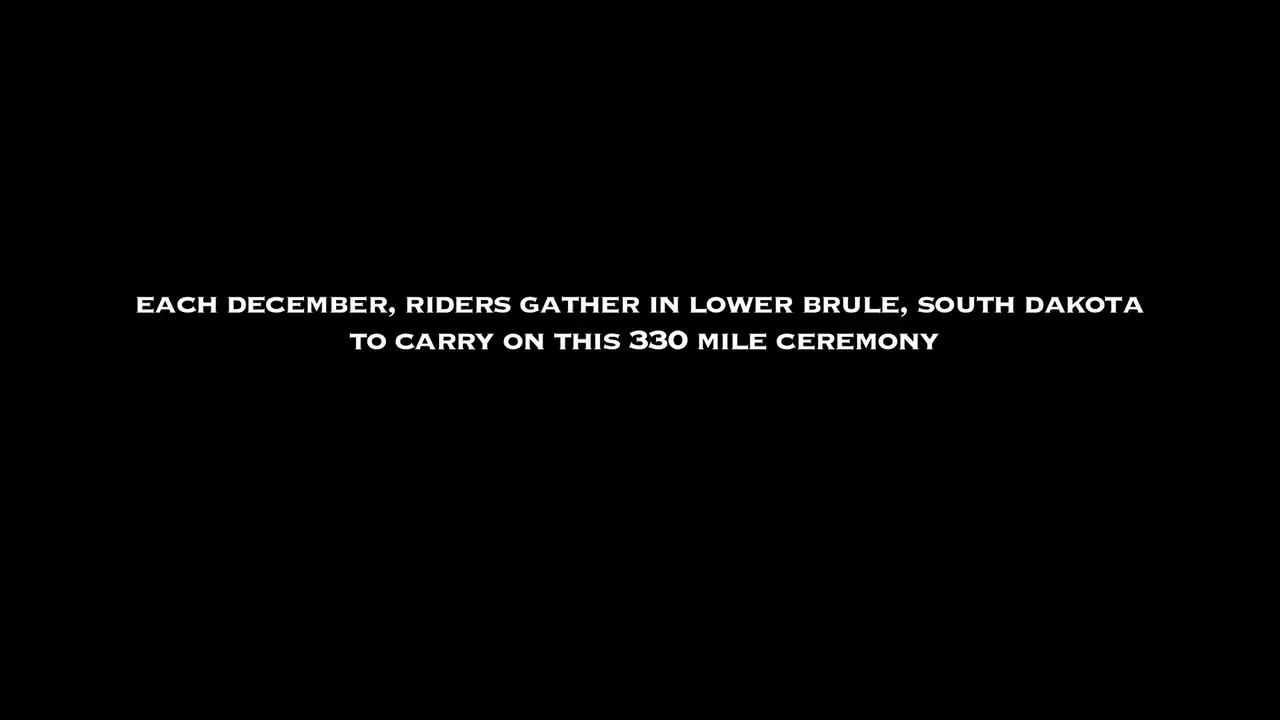 EACH DECEMBER, RIDERS GATHER IN LOWER BRULE, SOUTH DAKOTA
TO CARRY ON THIS 330 MILE CEREMONY